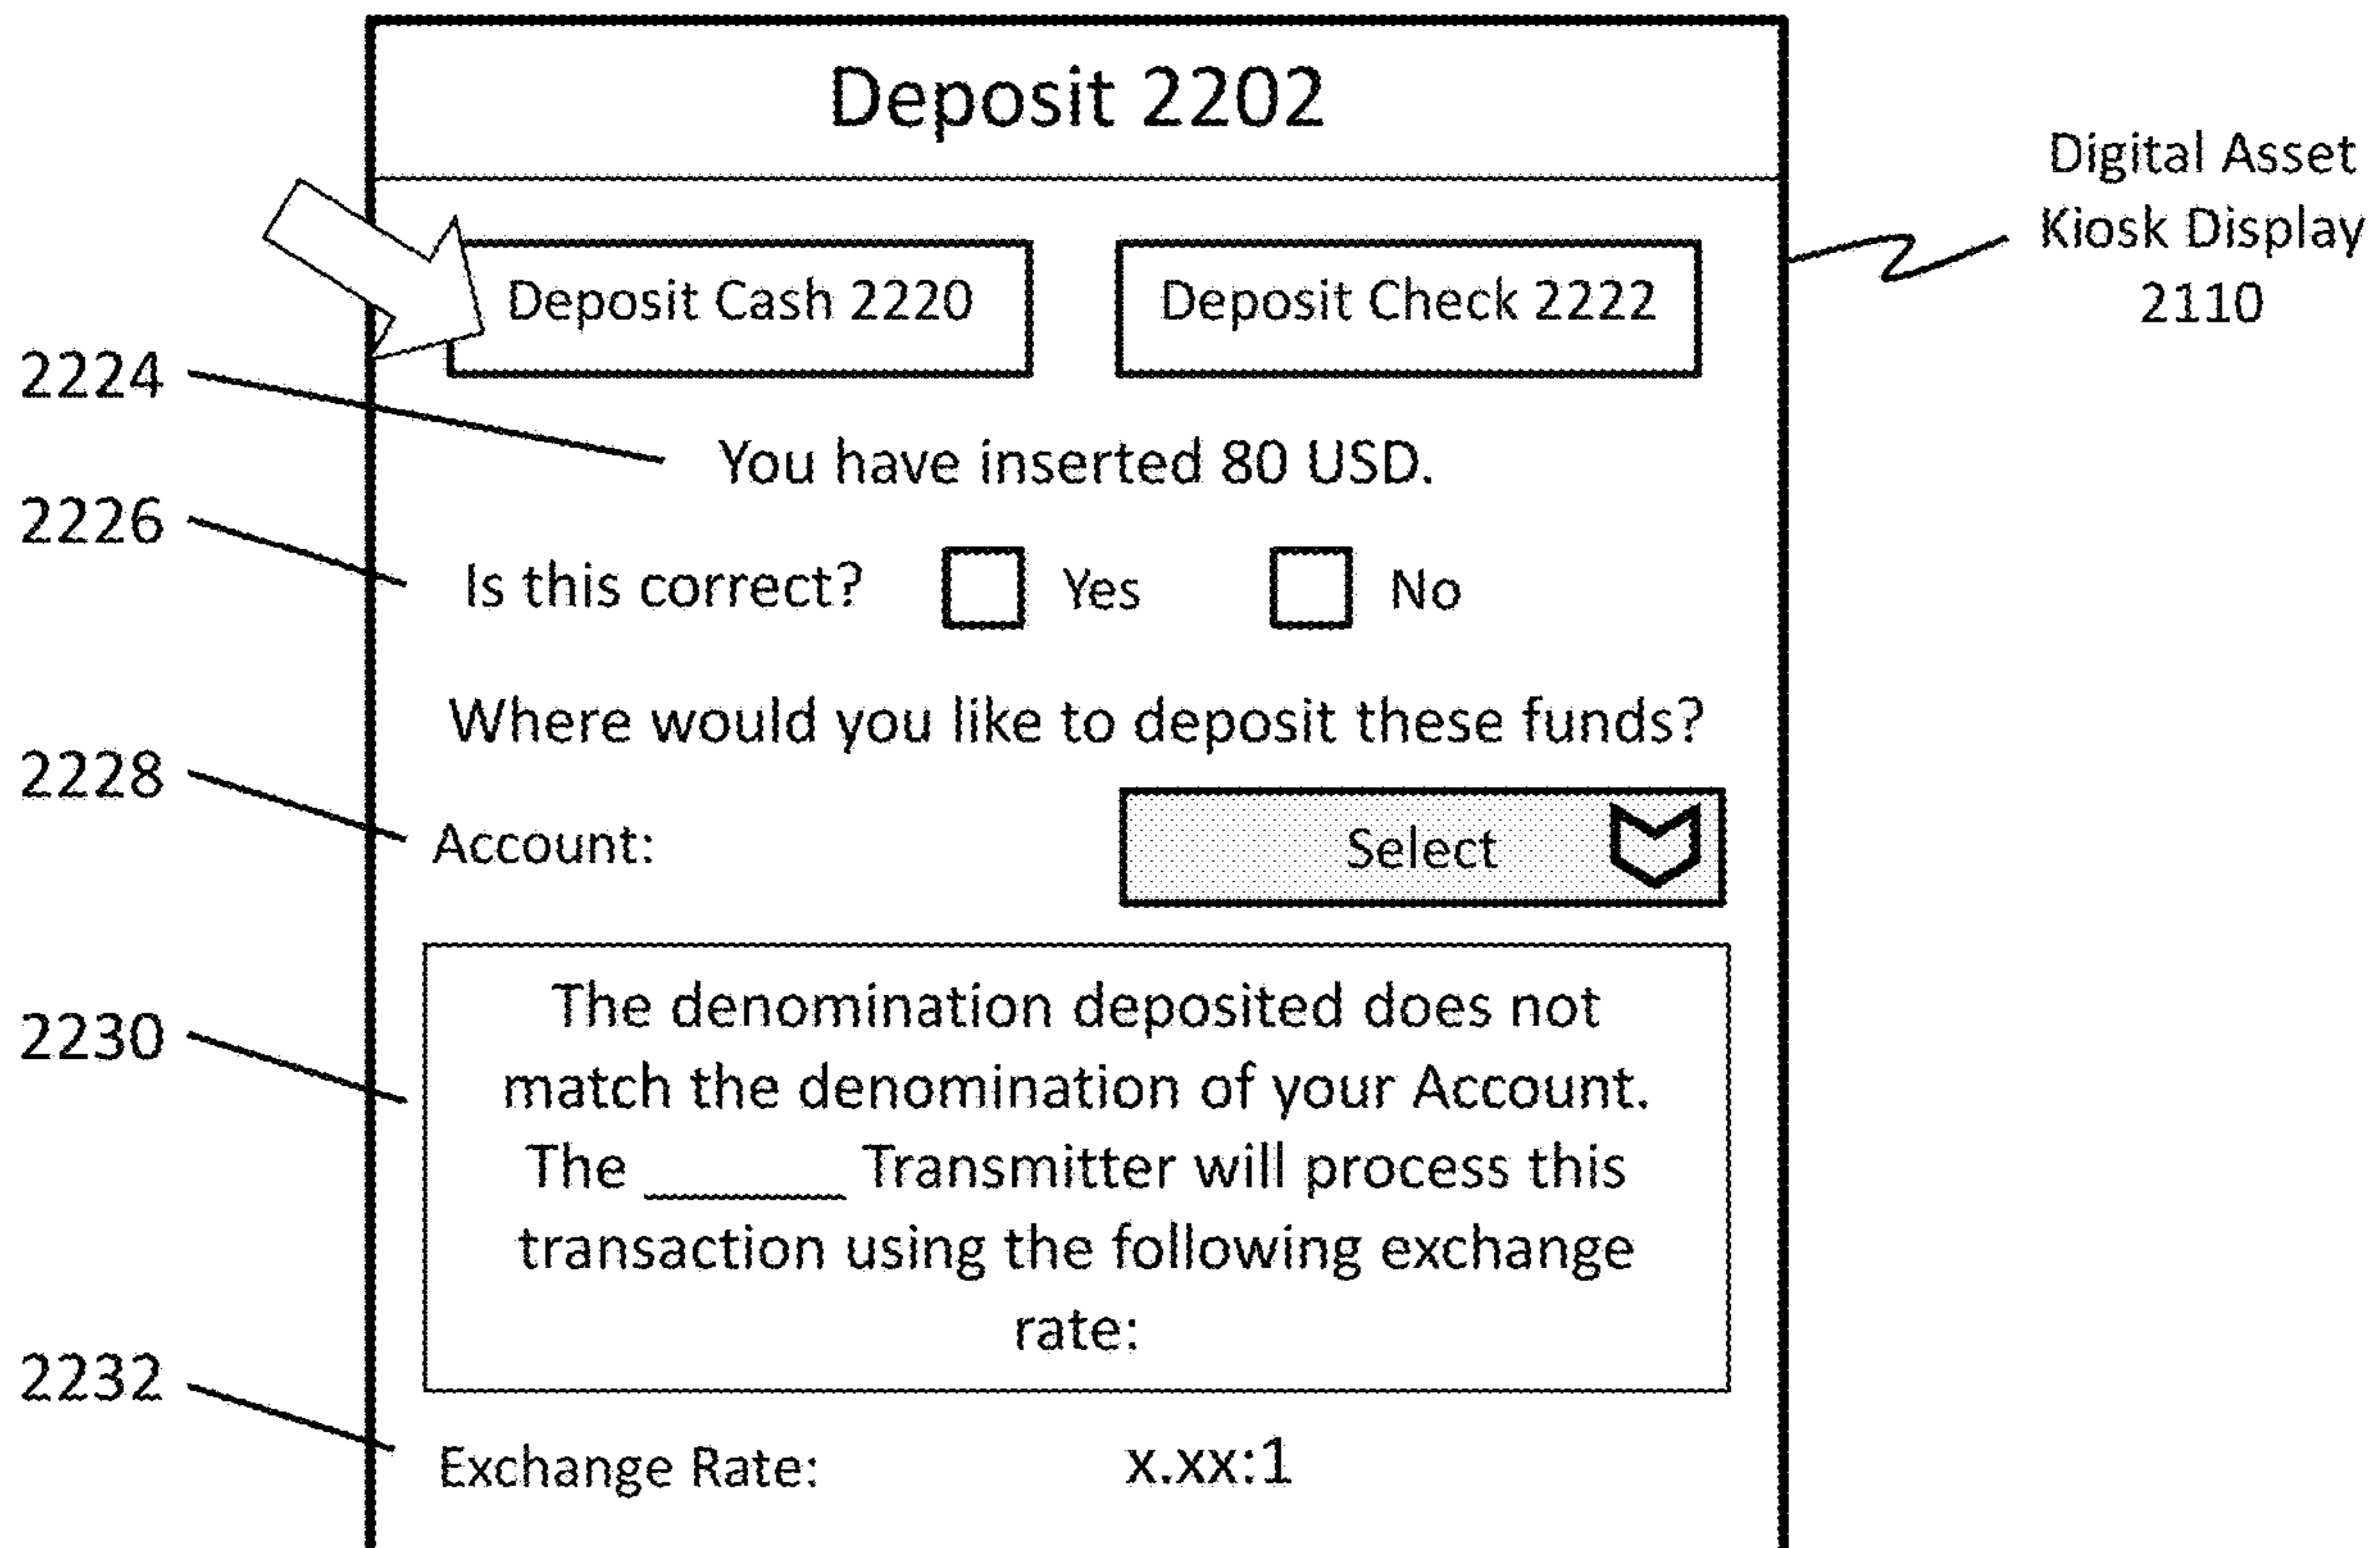 Deposit 2202
Digital Asset
Kiosk Display
2110
Deposit Cash 2220
Deposit Check 2222
2224
You have inserted 80 USD.
2226
Is this correct? Yes No
Where would you like to deposit these funds?
2228
Account: Select
2230
The denomination deposited does not
match the denomination of your Account.
The ______ Transmitter will process this
transaction using the following exchange
rate:
2232
Exchange Rate: x.xx:1